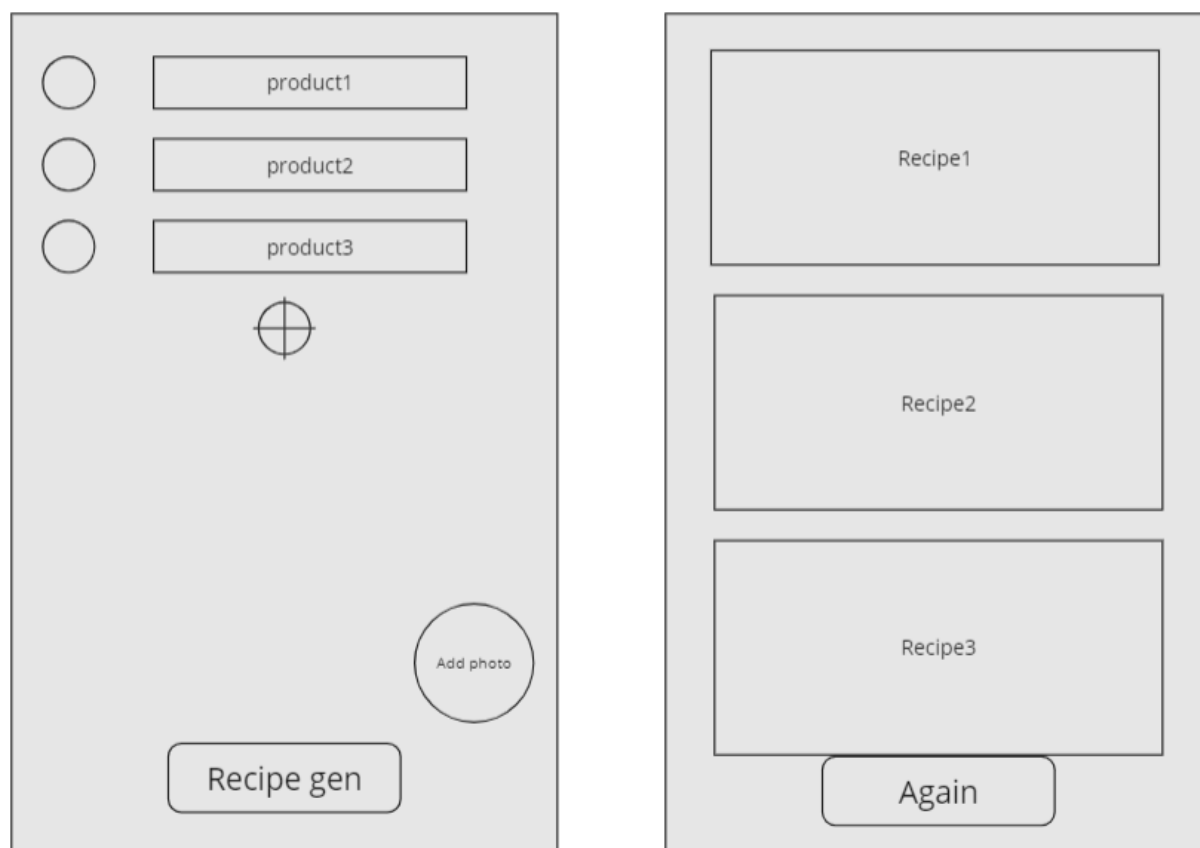 product1
product2
product3
Add photo
Recipe gen
Recipe1
Recipe2
Recipe3
Again